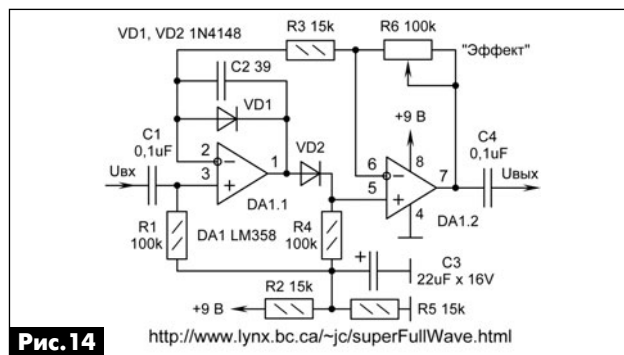 VD1, VD2 1N4148
R3 15k
R6 100k
"Эффект"
C2 39
VD1
+9 В
C1
0,1uF
VD2
C4
0,1uF
Uвх
2
3
1
6
5
8
7
4
Uвых
DA1.1
DA1.2
R1
100k
DA1 LM358
R4
100k
C3
22uF x 16V
+
R2 15k
+9 В
R5 15k
Рис.14
http://www.lynx.bc.ca/~jc/superFullWave.html